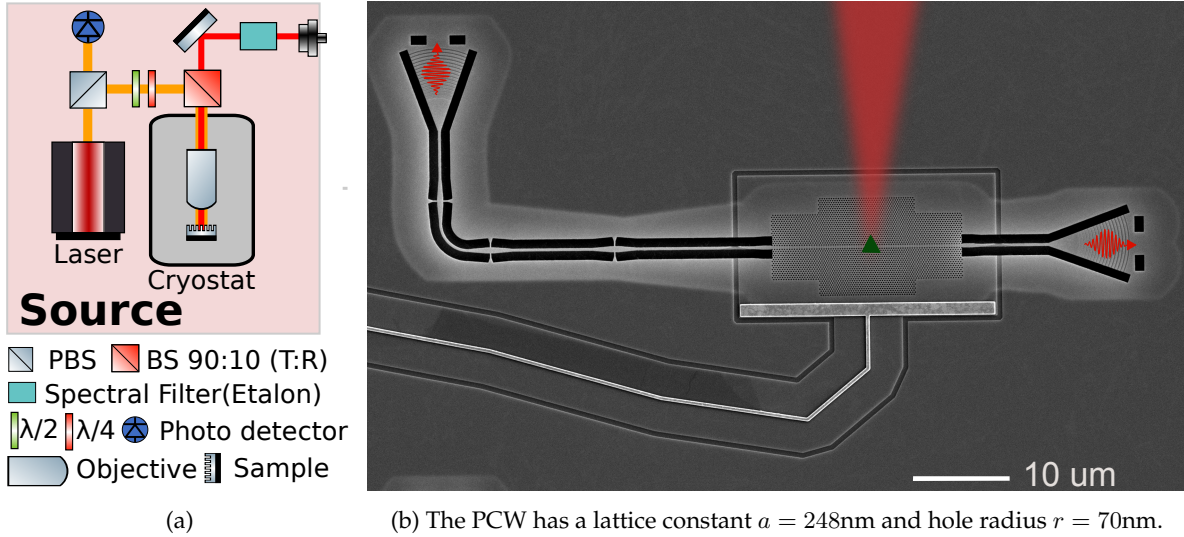 Laser
Cryostat
Source
PBS BS 90:10 (T:R)
Spectral Filter(Etalon)
λ/2 λ/4 Photo detector
Objective Sample
10 um
(a)
(b) The PCW has a lattice constant a = 248nm and hole radius r = 70nm.